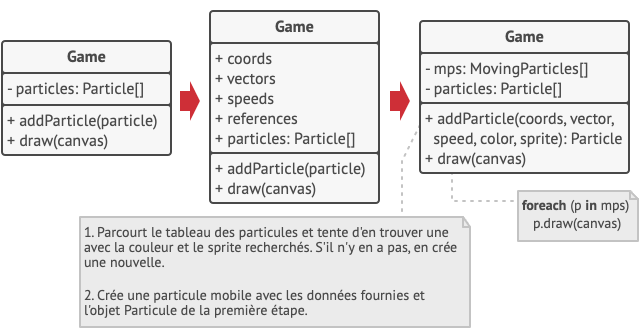 Game
- particles: Particle[]
+ addParticle(particle)
+ draw(canvas)
Game
+ coords
+ vectors
+ speeds
+ references
+ particles: Particle[]
+ addParticle(particle)
+ draw(canvas)
Game
- mps: MovingParticles[]
- particles: Particle[]
+ addParticle(coords, vector,
speed, color, sprite): Particle
+ draw(canvas)
foreach (p in mps)
p.draw(canvas)
1. Parcourt le tableau des particules et tente d'en trouver une
avec la couleur et le sprite recherchés. S'il n'y en a pas, en crée
une nouvelle.
2. Crée une particule mobile avec les données fournies et
l'objet Particule de la première étape.